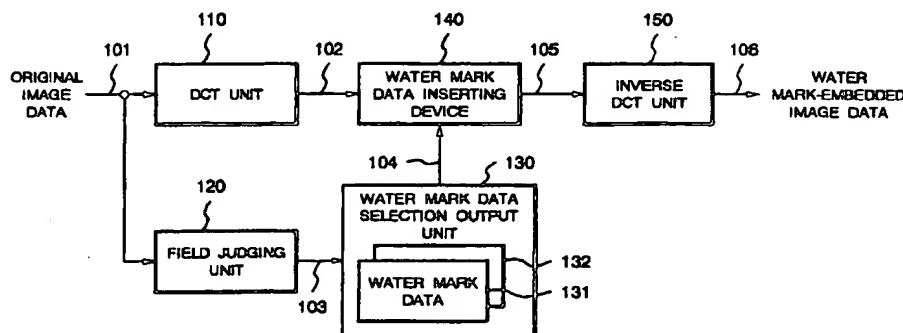 110
140
150
101
102
105
106
ORIGINAL
IMAGE
DATA
DCT UNIT
WATER MARK
DATA INSERTING
DEVICE
INVERSE
DCT UNIT
WATER
MARK-EMBEDDED
IMAGE DATA
104
130
120
WATER MARK DATA
SELECTION OUTPUT
UNIT
FIELD JUDGING
UNIT
103
132
WATER MARK
DATA
131